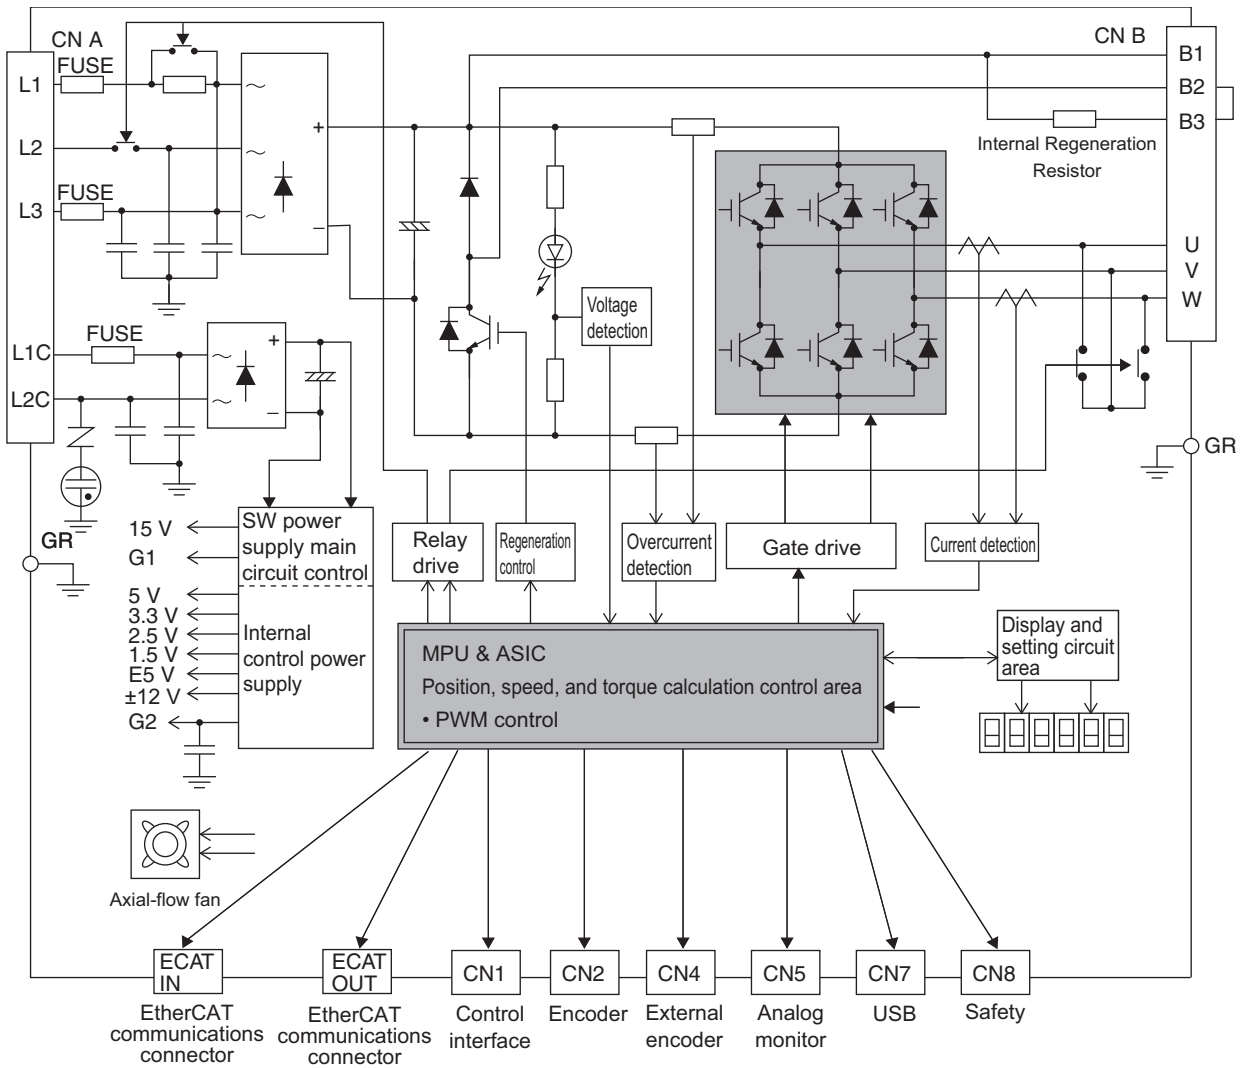 CN A
CN B
FUSE
L1
L2
FUSE
L3
FUSE
L1C
L2C
B1
B2
B3
Internal Regeneration
Resistor
U
V
W
~
~
~
+
–
~
~
+
–
Voltage
detection
GR
GR
SW power
supply main
circuit control
15 V
G1
5 V
3.3 V
2.5 V
1.5 V
E5 V
±12 V
G2
Internal
control power
supply
Relay
drive
Regeneration
control
Overcurrent
detection
Gate drive
Current detection
MPU & ASIC
Position, speed, and torque calculation control area
• PWM control
Display and
setting circuit
area
Axial-flow fan
ECAT
IN
ECAT
OUT
CN1
CN2
CN4
CN5
CN7
CN8
EtherCAT
communications
connector
EtherCAT
communications
connector
Control
interface
Encoder
External
encoder
Analog
monitor
USB
Safety